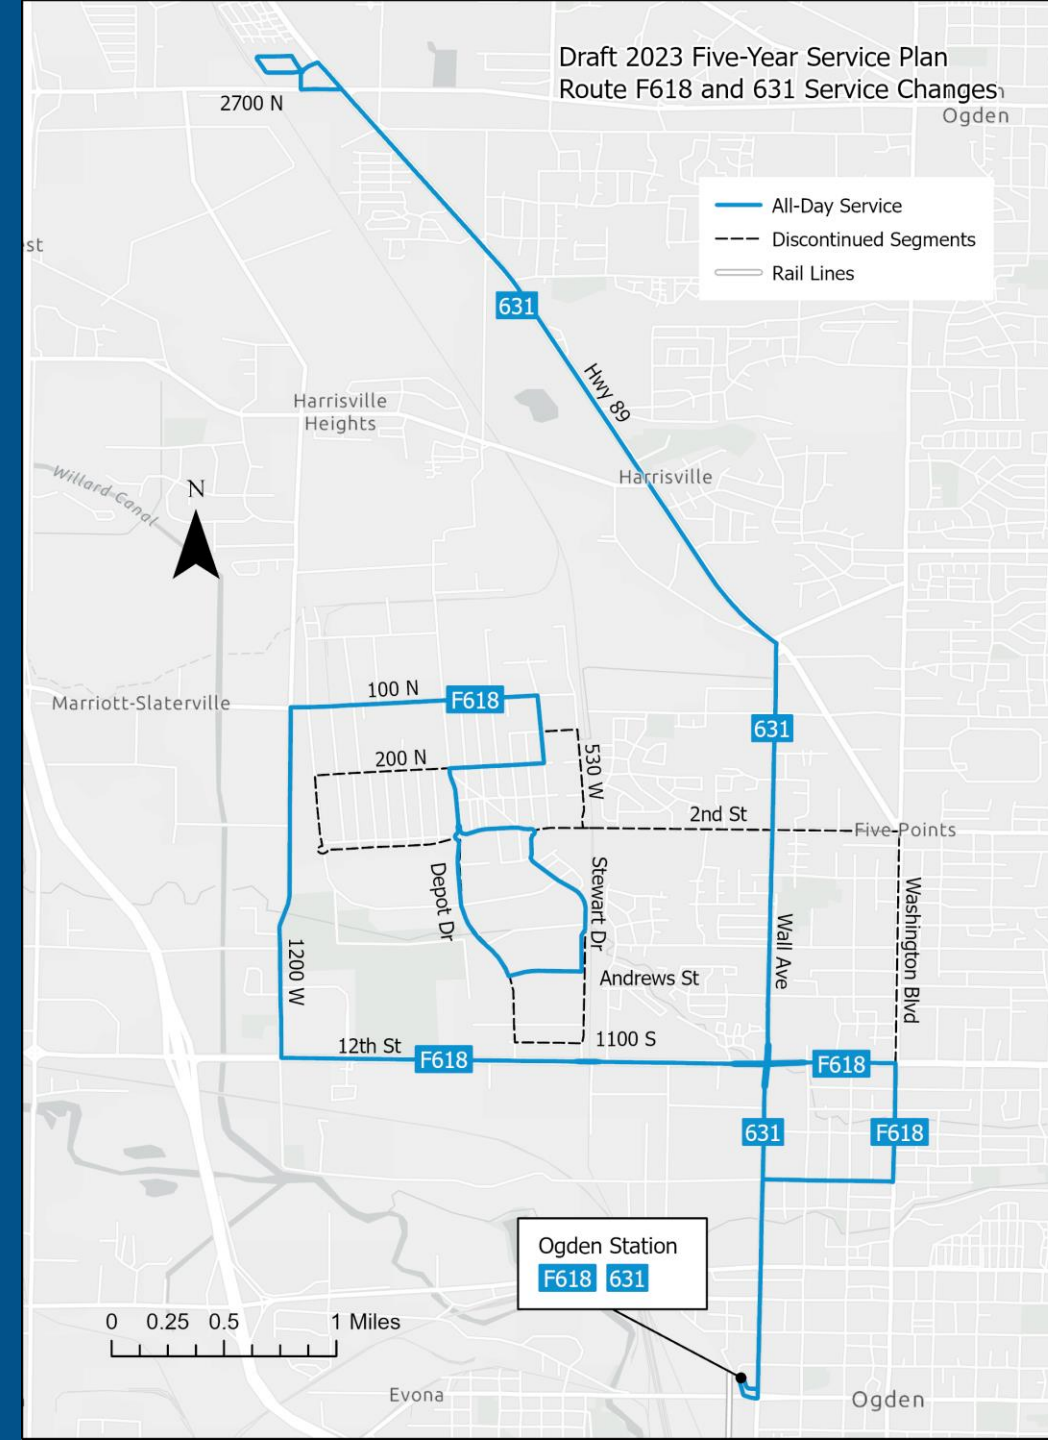 Draft 2023 Five-Year Service Plan
Route F618 and 631 Service Changes
Ogden
2700 N
All-Day Service
Discontinued Segments
Rail Lines
631
Hwy 89
Harrisville
Heights
Harrisville
Willard Canal
N
100 N
F618
Marriott-Slaterville
631
200 N
530 W
2nd St
Five Points
Depot Dr
Stewart Dr
Wall Ave
Washington Blvd
1200 W
Andrews St
1100 S
12th St
F618
F618
631
F618
Ogden Station
F618 631
0 0.25 0.5 1 Miles
Evona
Ogden